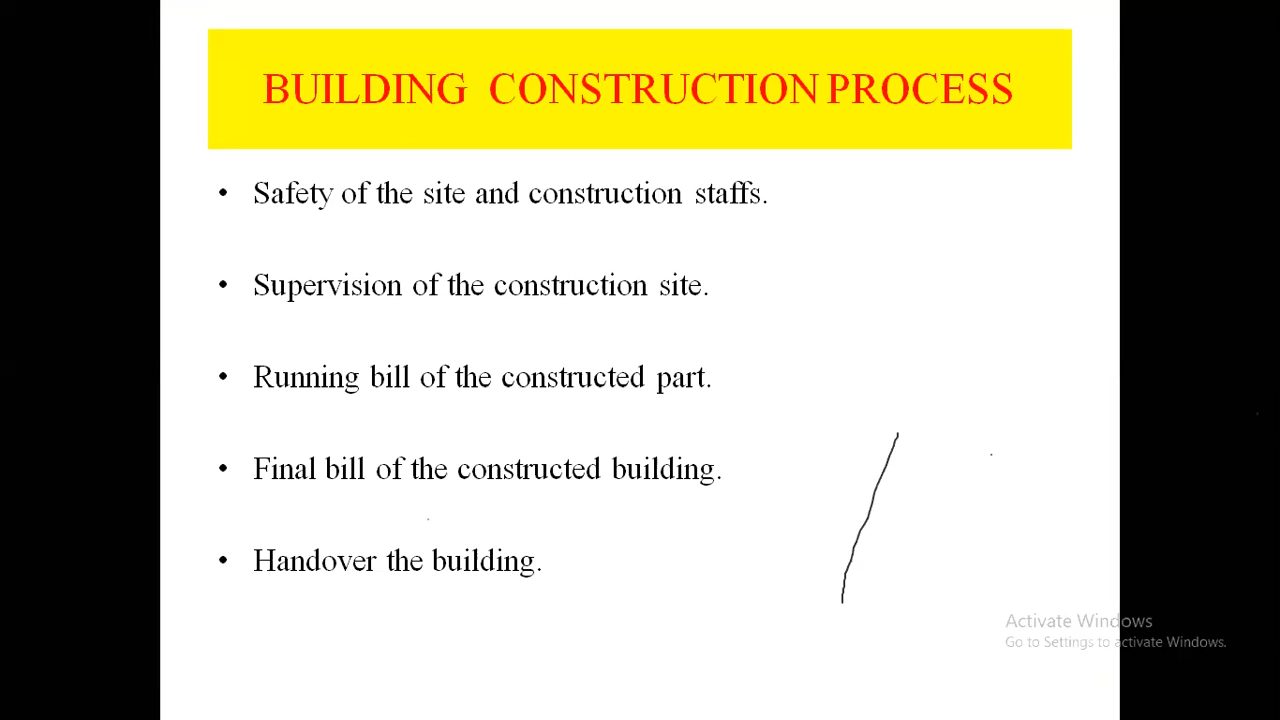 BUILDING CONSTRUCTION PROCESS
• Safety of the site and construction staffs.
• Supervision of the construction site.
• Running bill of the constructed part.
• Final bill of the constructed building.
• Handover the building.
Activate Windows
Go to Settings to activate Windows.